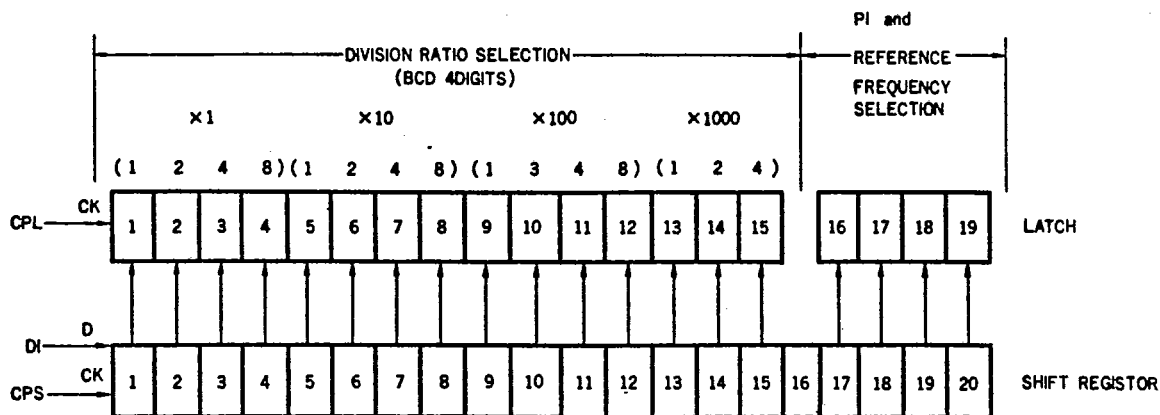 PI and
DIVISION RATIO SELECTION
REFERENCE
(BCD 4DIGITS)
FREQUENCY
SELECTION
×1 ×10 ×100 ×1000
(1 2 4 8)(1 2 4 8)(1 3 4 8)(1 2 4)
CK
CPL 1 2 3 4 5 6 7 8 9 10 11 12 13 14 15 16 17 18 19 LATCH
D
DI
CK
CPS 1 2 3 4 5 6 7 8 9 10 11 12 13 14 15 16 17 18 19 20 SHIFT REGISTOR